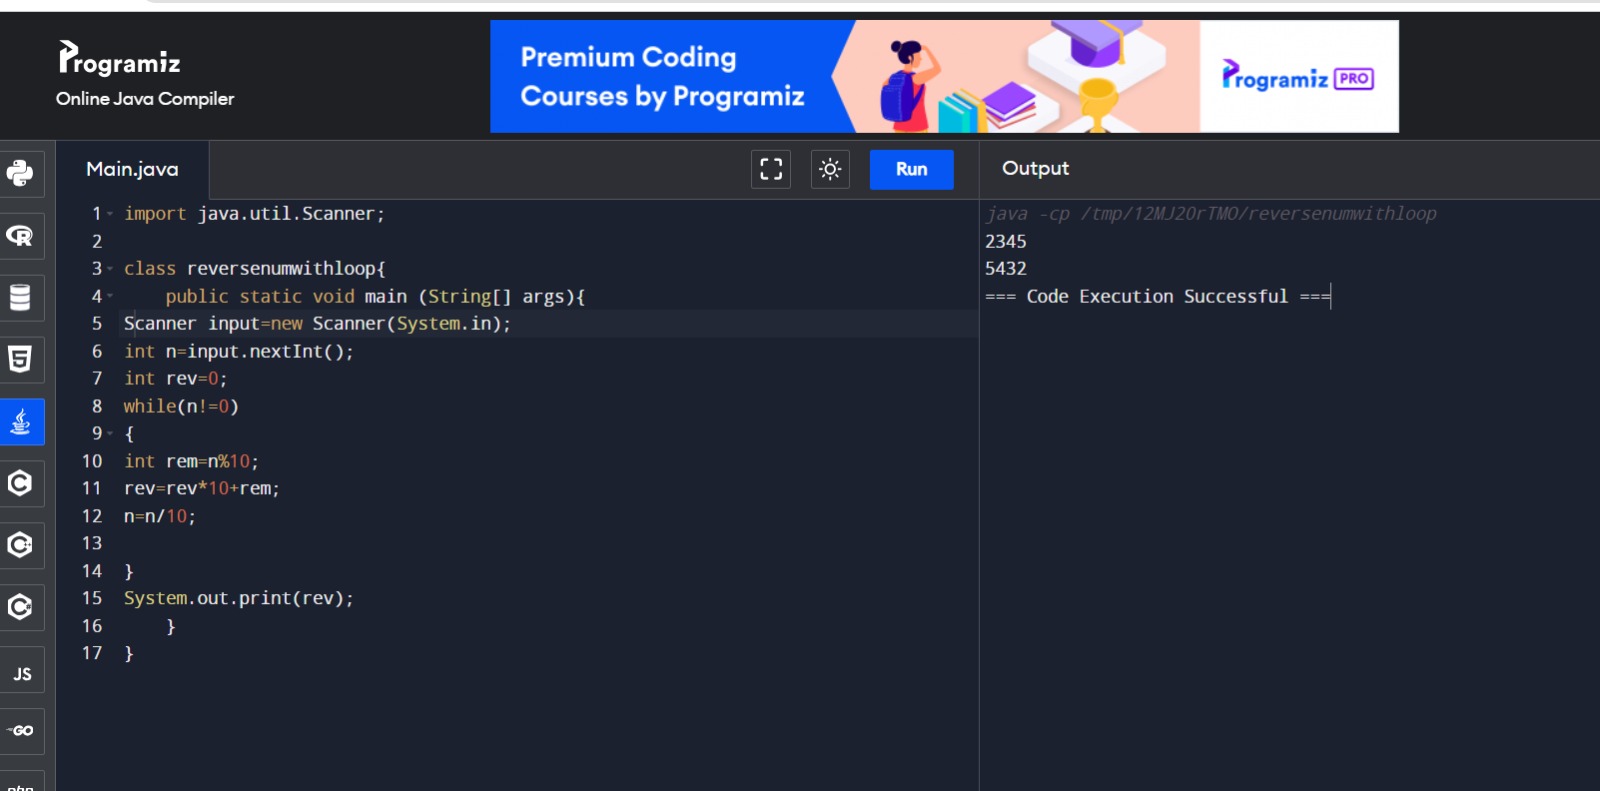 Programiz
Online Java Compiler
Premium Coding
Courses by Programiz
Programiz PRO
Main.java
Run
Output
1 import java.util.Scanner;
2
3 class reversenumwithloop{
4 public static void main (String[] args){
5 Scanner input=new Scanner(System.in);
6 int n=input.nextInt();
7 int rev=0;
8 while(n!=0)
9 {
10 int rem=n%10;
11 rev=rev*10+rem;
12 n=n/10;
13
14 }
15 System.out.print(rev);
16 }
17 }
java -cp /tmp/12MJ2OrTMO/reversenumwithloop
2345
5432
=== Code Execution Successful ===
R
5
C
C
C
JS
GO
php